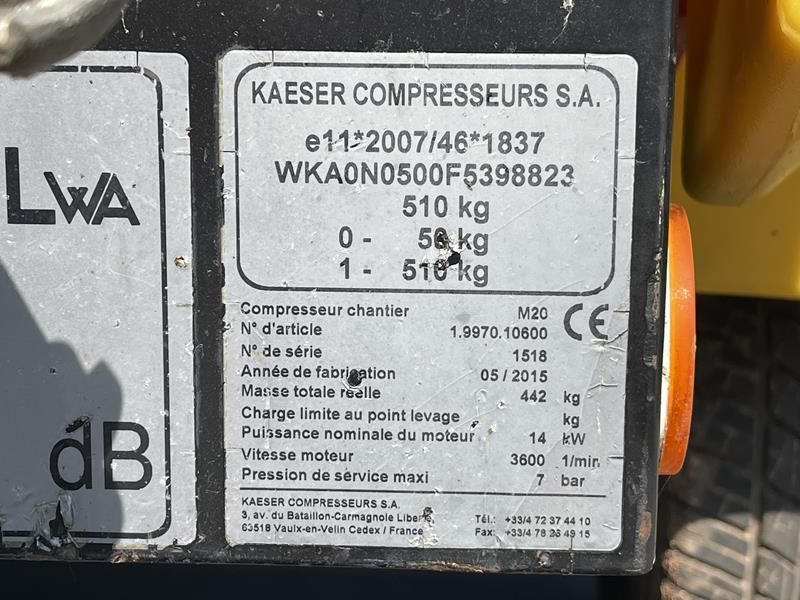 LWA
dB
KAESER COMPRESSEURS S.A.
e11*2007/46*1837
WKA0N0500F5398823
510 kg
0 - 50 kg
1 - 510 kg
Compresseur chantier M20 CE
N° d'article 1.9970.10600
N° de série 1518
Année de fabrication 05 / 2015
Masse totale réelle 442 kg
Charge limite au point levage kg
Puissance nominale du moteur 14 kW
Vitesse moteur 3600 1/min
Pression de service maxi 7 bar
KAESER COMPRESSEURS S.A.
3, av. du Bataillon-Carmagnole Liberté Tél.: +33/4 72 37 44 10
69518 Vaulx-en-Velin Cedex / France Fax: +33/4 78 26 49 15